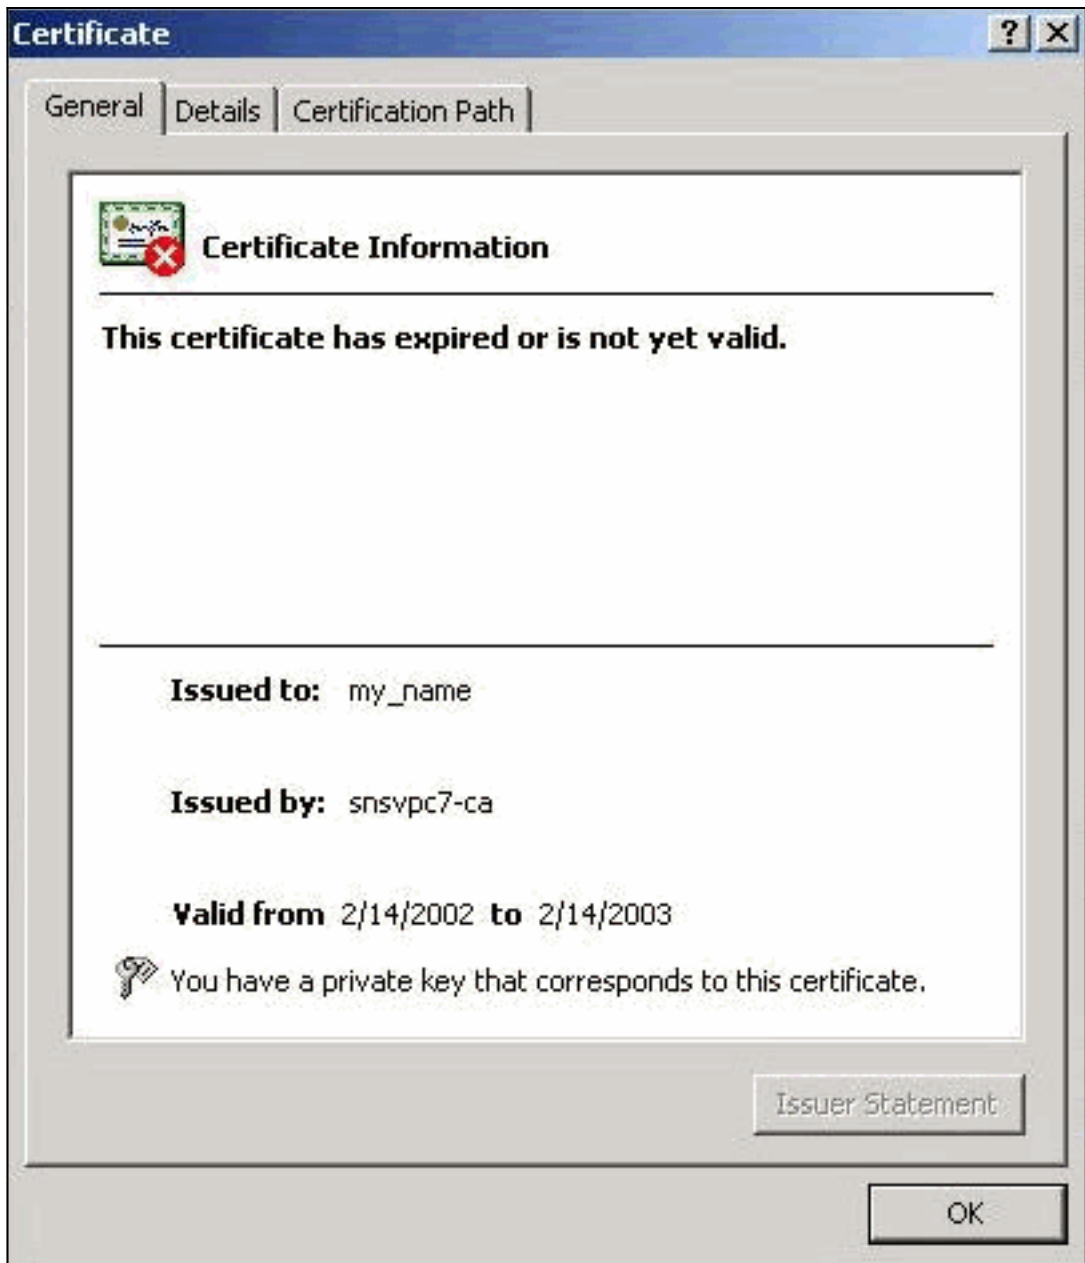 Certificate
? X
General Details Certification Path
Certificate Information
This certificate has expired or is not yet valid.
Issued to: my_name
Issued by: snsvpc7-ca
Valid from 2/14/2002 to 2/14/2003
You have a private key that corresponds to this certificate.
Issuer Statement
OK